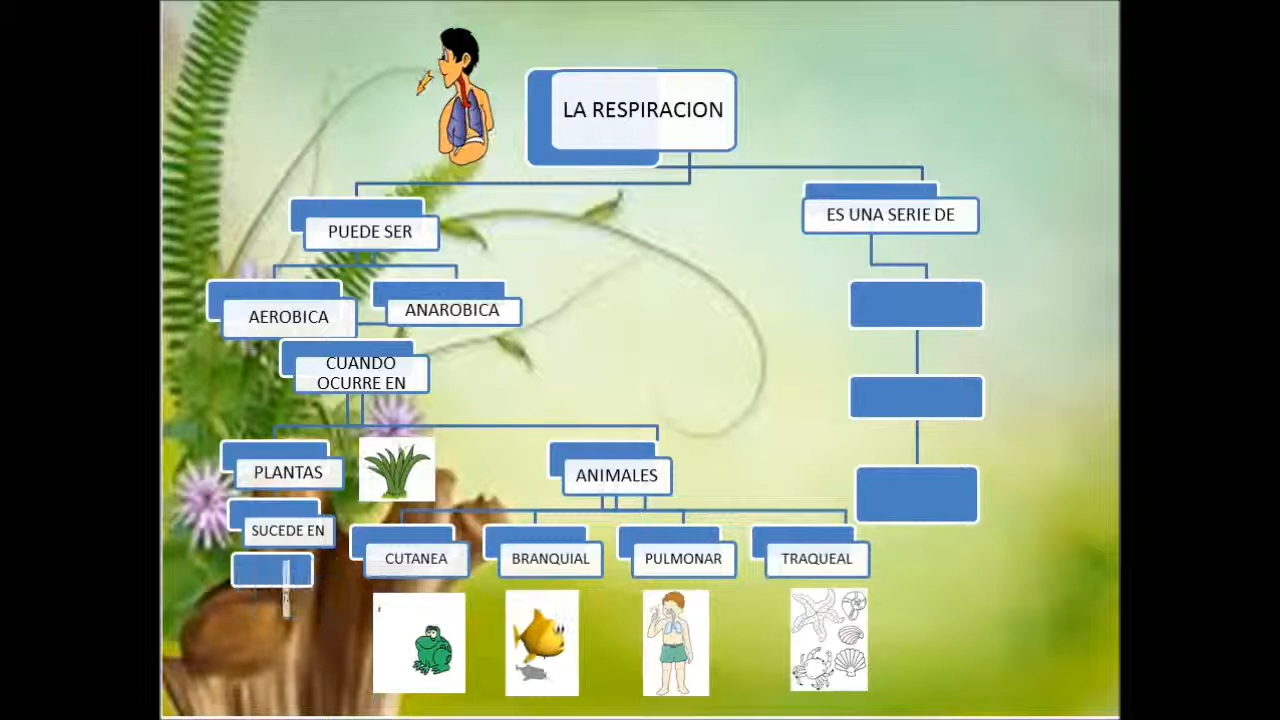 LA RESPIRACION
PUEDE SER
ES UNA SERIE DE
AEROBICA
ANAROBICA
CUANDO
OCURRE EN
PLANTAS
ANIMALES
SUCEDE EN
CUTANEA
BRANQUIAL
PULMONAR
TRAQUEAL